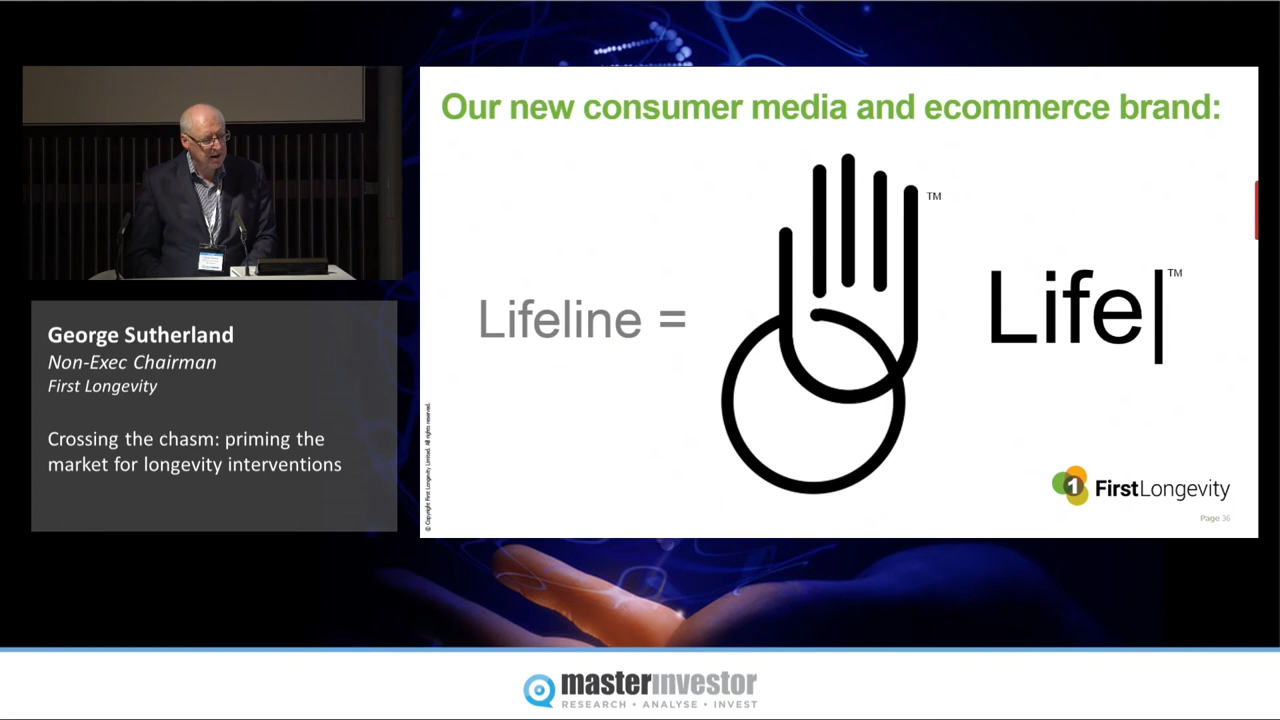 Our new consumer media and ecommerce brand:
Lifeline =
TM
Life|
TM
1 FirstLongevity
Page 36
© Copyright First Longevity Limited. All rights reserved.
George Sutherland
Non-Exec Chairman
First Longevity
Crossing the chasm: priming the
market for longevity interventions
masterinvestor
RESEARCH • ANALYSE • INVEST